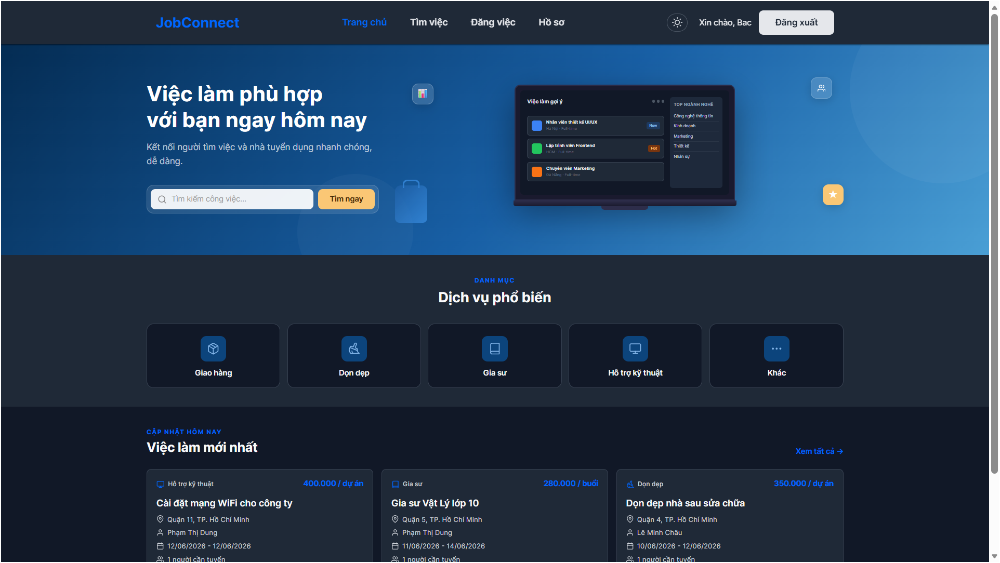 JobConnect
Trang chủ
Tìm việc
Đăng việc
Hồ sơ
Xin chào, Bac
Đăng xuất
Việc làm phù hợp
với bạn ngay hôm nay
Kết nối người tìm việc và nhà tuyển dụng nhanh chóng,
dễ dàng.
Tìm kiếm công việc...
Tìm ngay
Việc làm gợi ý
Nhân viên thiết kế UI/UX
Hà Nội · Full-time
New
Lập trình viên Frontend
HCM · Full-time
Hot
Chuyên viên Marketing
Đà Nẵng · Full-time
TOP NGÀNH NGHỀ
Công nghệ thông tin
Kinh doanh
Marketing
Thiết kế
Nhân sự
DANH MỤC
Dịch vụ phổ biến
Giao hàng
Dọn dẹp
Gia sư
Hỗ trợ kỹ thuật
Khác
CẬP NHẬT HÔM NAY
Việc làm mới nhất
Xem tất cả →
Hỗ trợ kỹ thuật
400.000 / dự án
Cài đặt mạng WiFi cho công ty
Quận 11, TP. Hồ Chí Minh
Phạm Thị Dung
12/06/2026 - 12/06/2026
1 người cần tuyển
Gia sư
280.000 / buổi
Gia sư Vật Lý lớp 10
Quận 5, TP. Hồ Chí Minh
Phạm Thị Dung
11/06/2026 - 14/06/2026
1 người cần tuyển
Dọn dẹp
350.000 / dự án
Dọn dẹp nhà sau sửa chữa
Quận 4, TP. Hồ Chí Minh
Lê Minh Châu
10/06/2026 - 12/06/2026
1 người cần tuyển